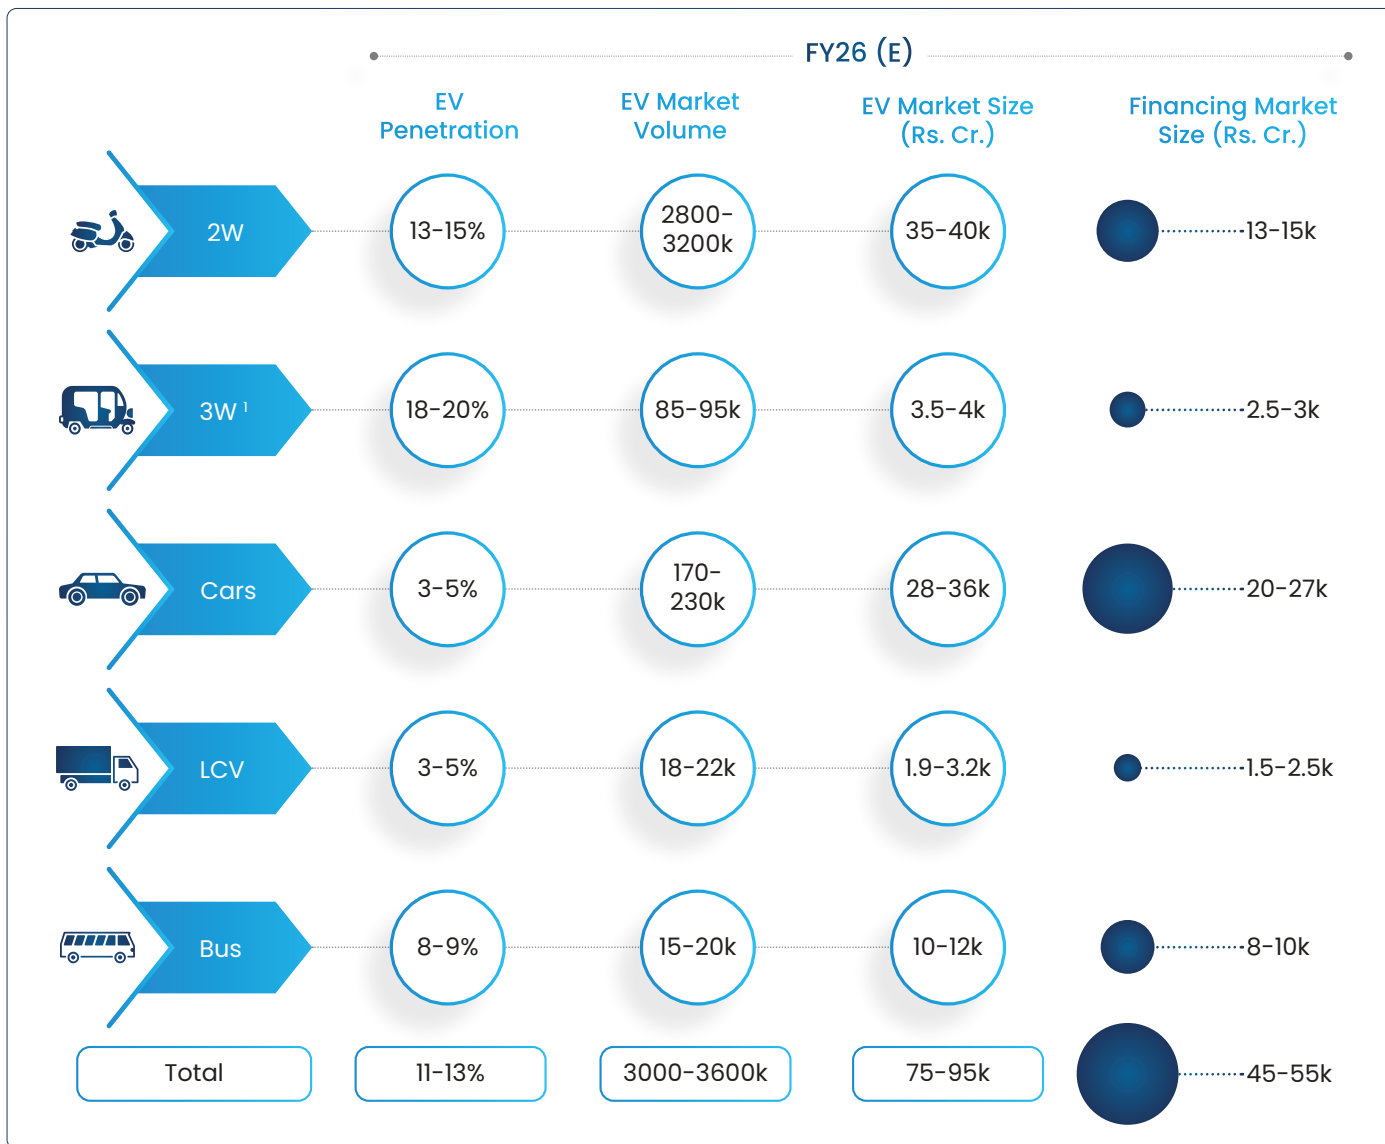 FY26 (E)
EV
Penetration
EV Market
Volume
EV Market Size
(Rs. Cr.)
Financing Market
Size (Rs. Cr.)
2W
13-15%
2800-
3200k
35-40k
13-15k
3W 1
18-20%
85-95k
3.5-4k
2.5-3k
Cars
3-5%
170-
230k
28-36k
20-27k
LCV
3-5%
18-22k
1.9-3.2k
1.5-2.5k
Bus
8-9%
15-20k
10-12k
8-10k
Total
11-13%
3000-3600k
75-95k
45-55k